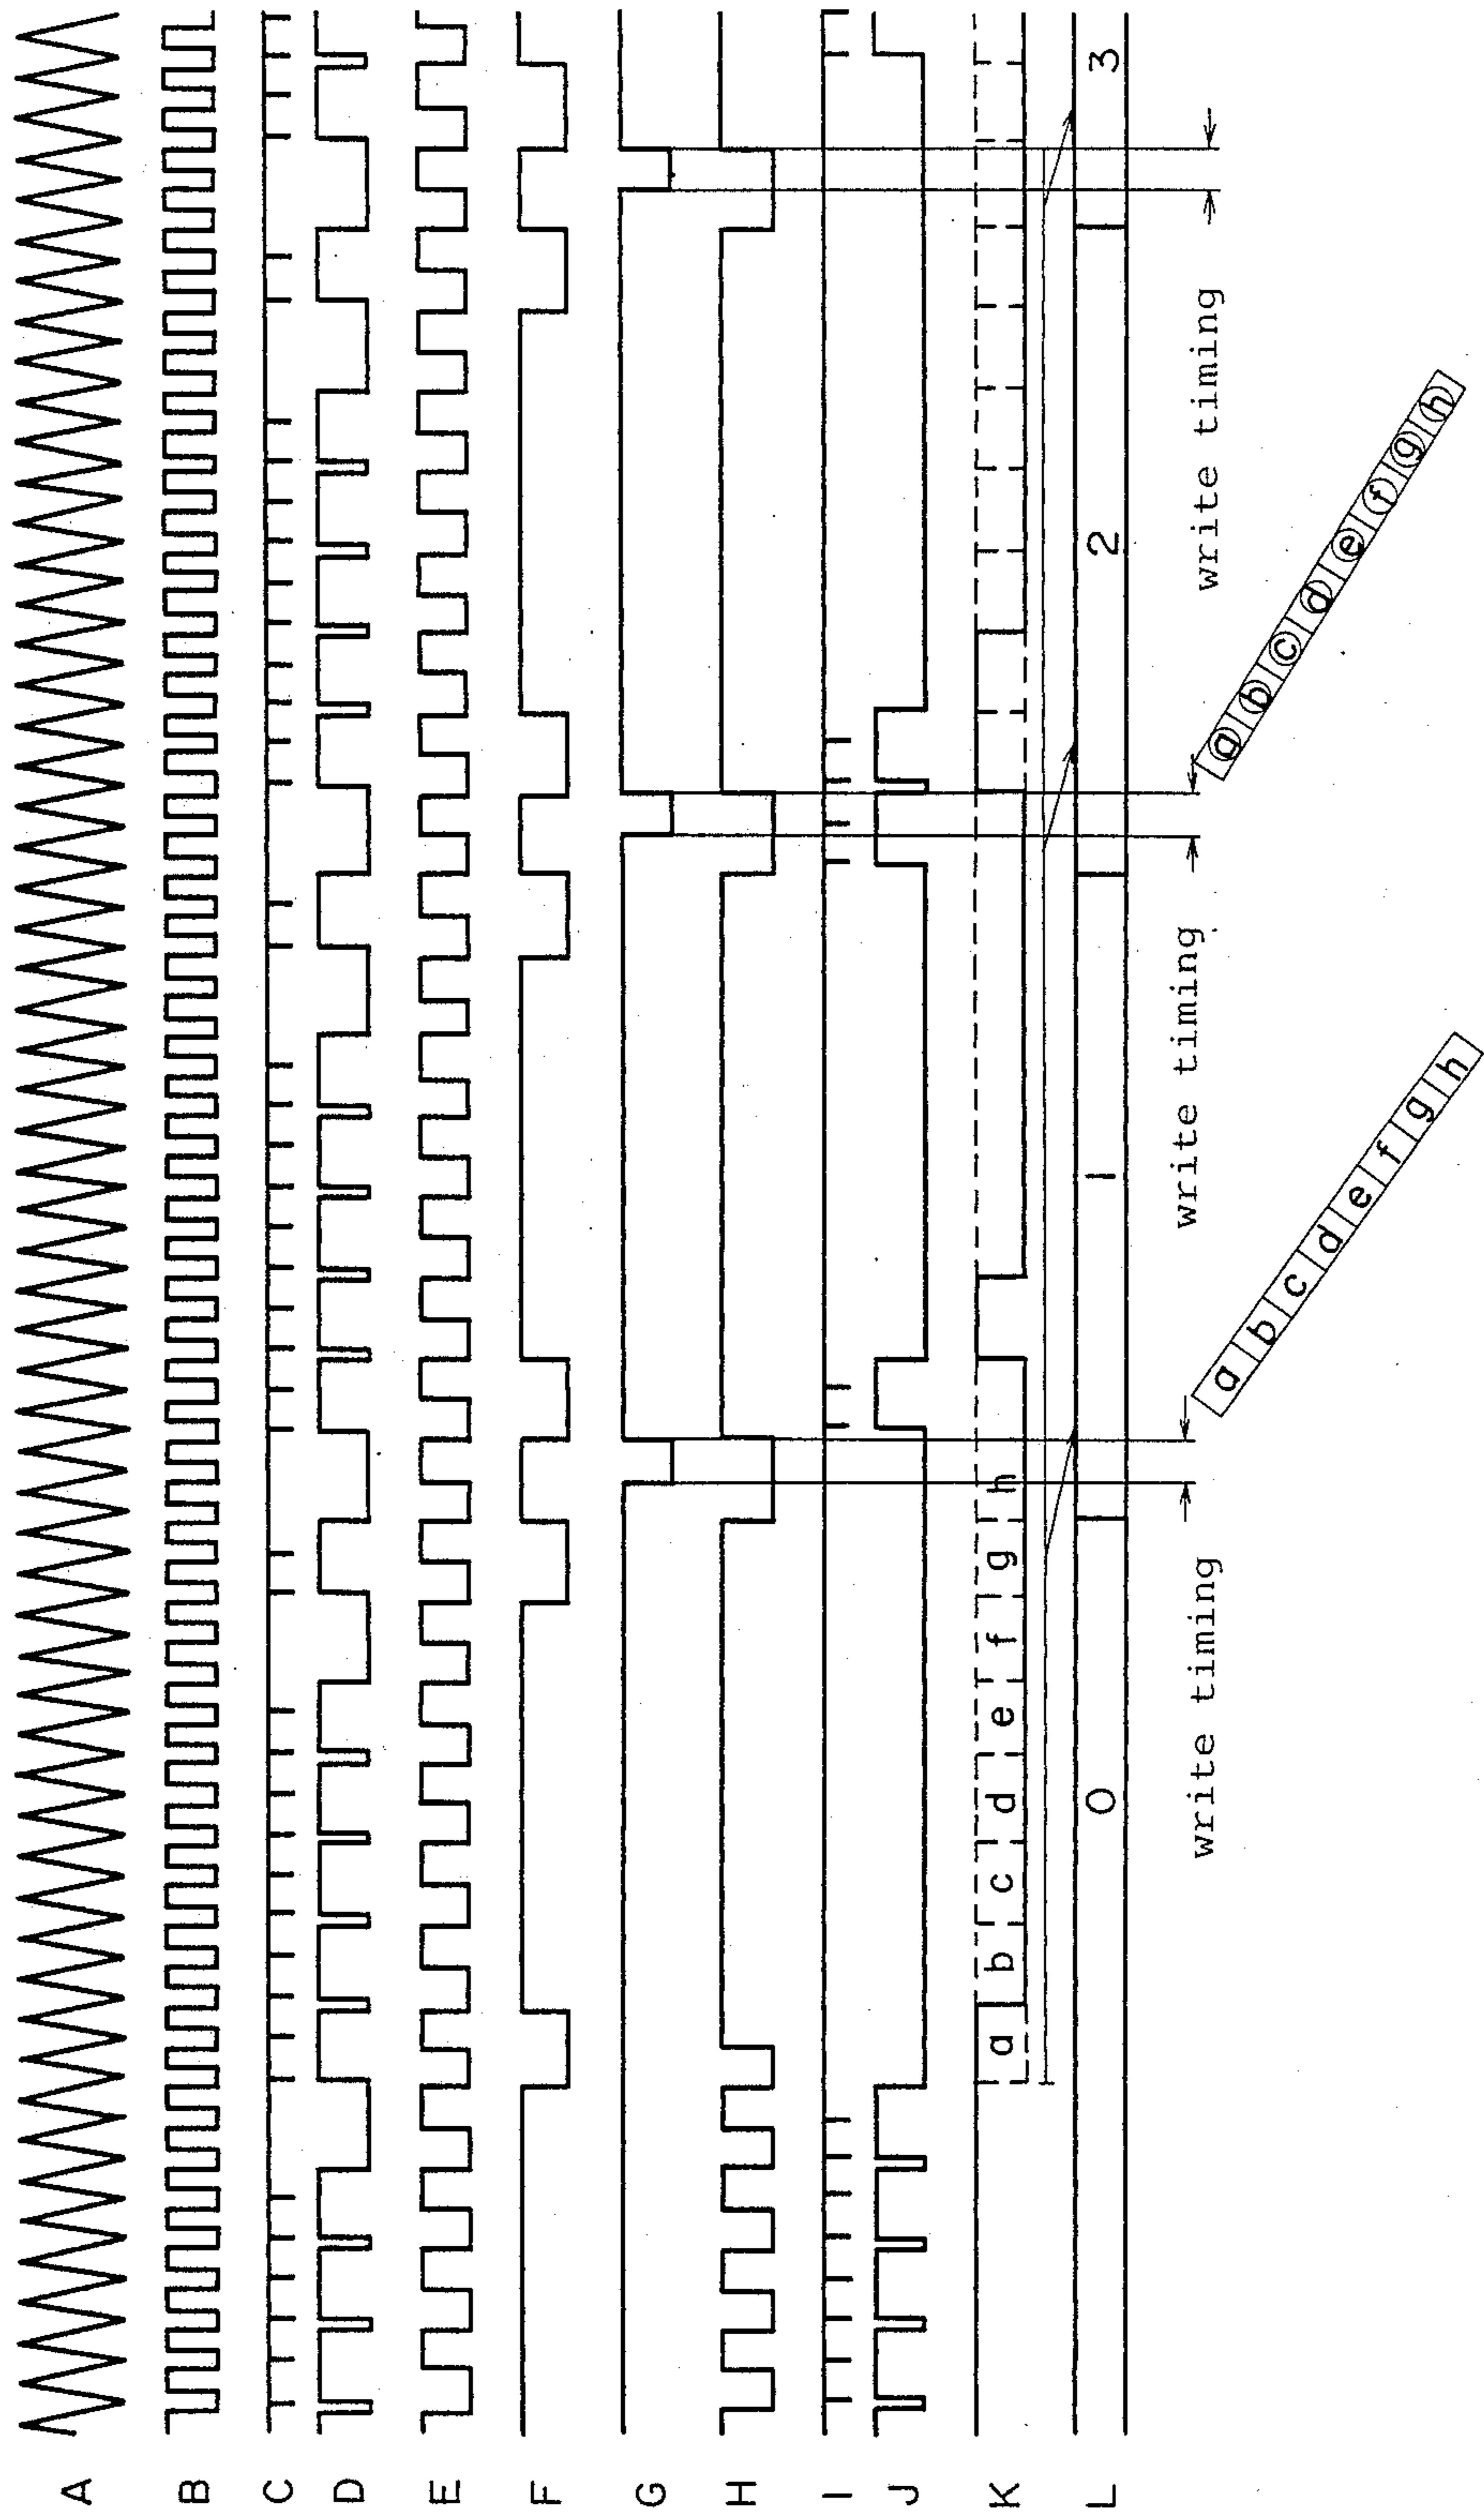 A
B
C
D
E
F
G
H
I
J
K a b c d e f g h
L 0 1 2 3
write timing write timing write timing
a b c d e f g h
a b c d e f g h